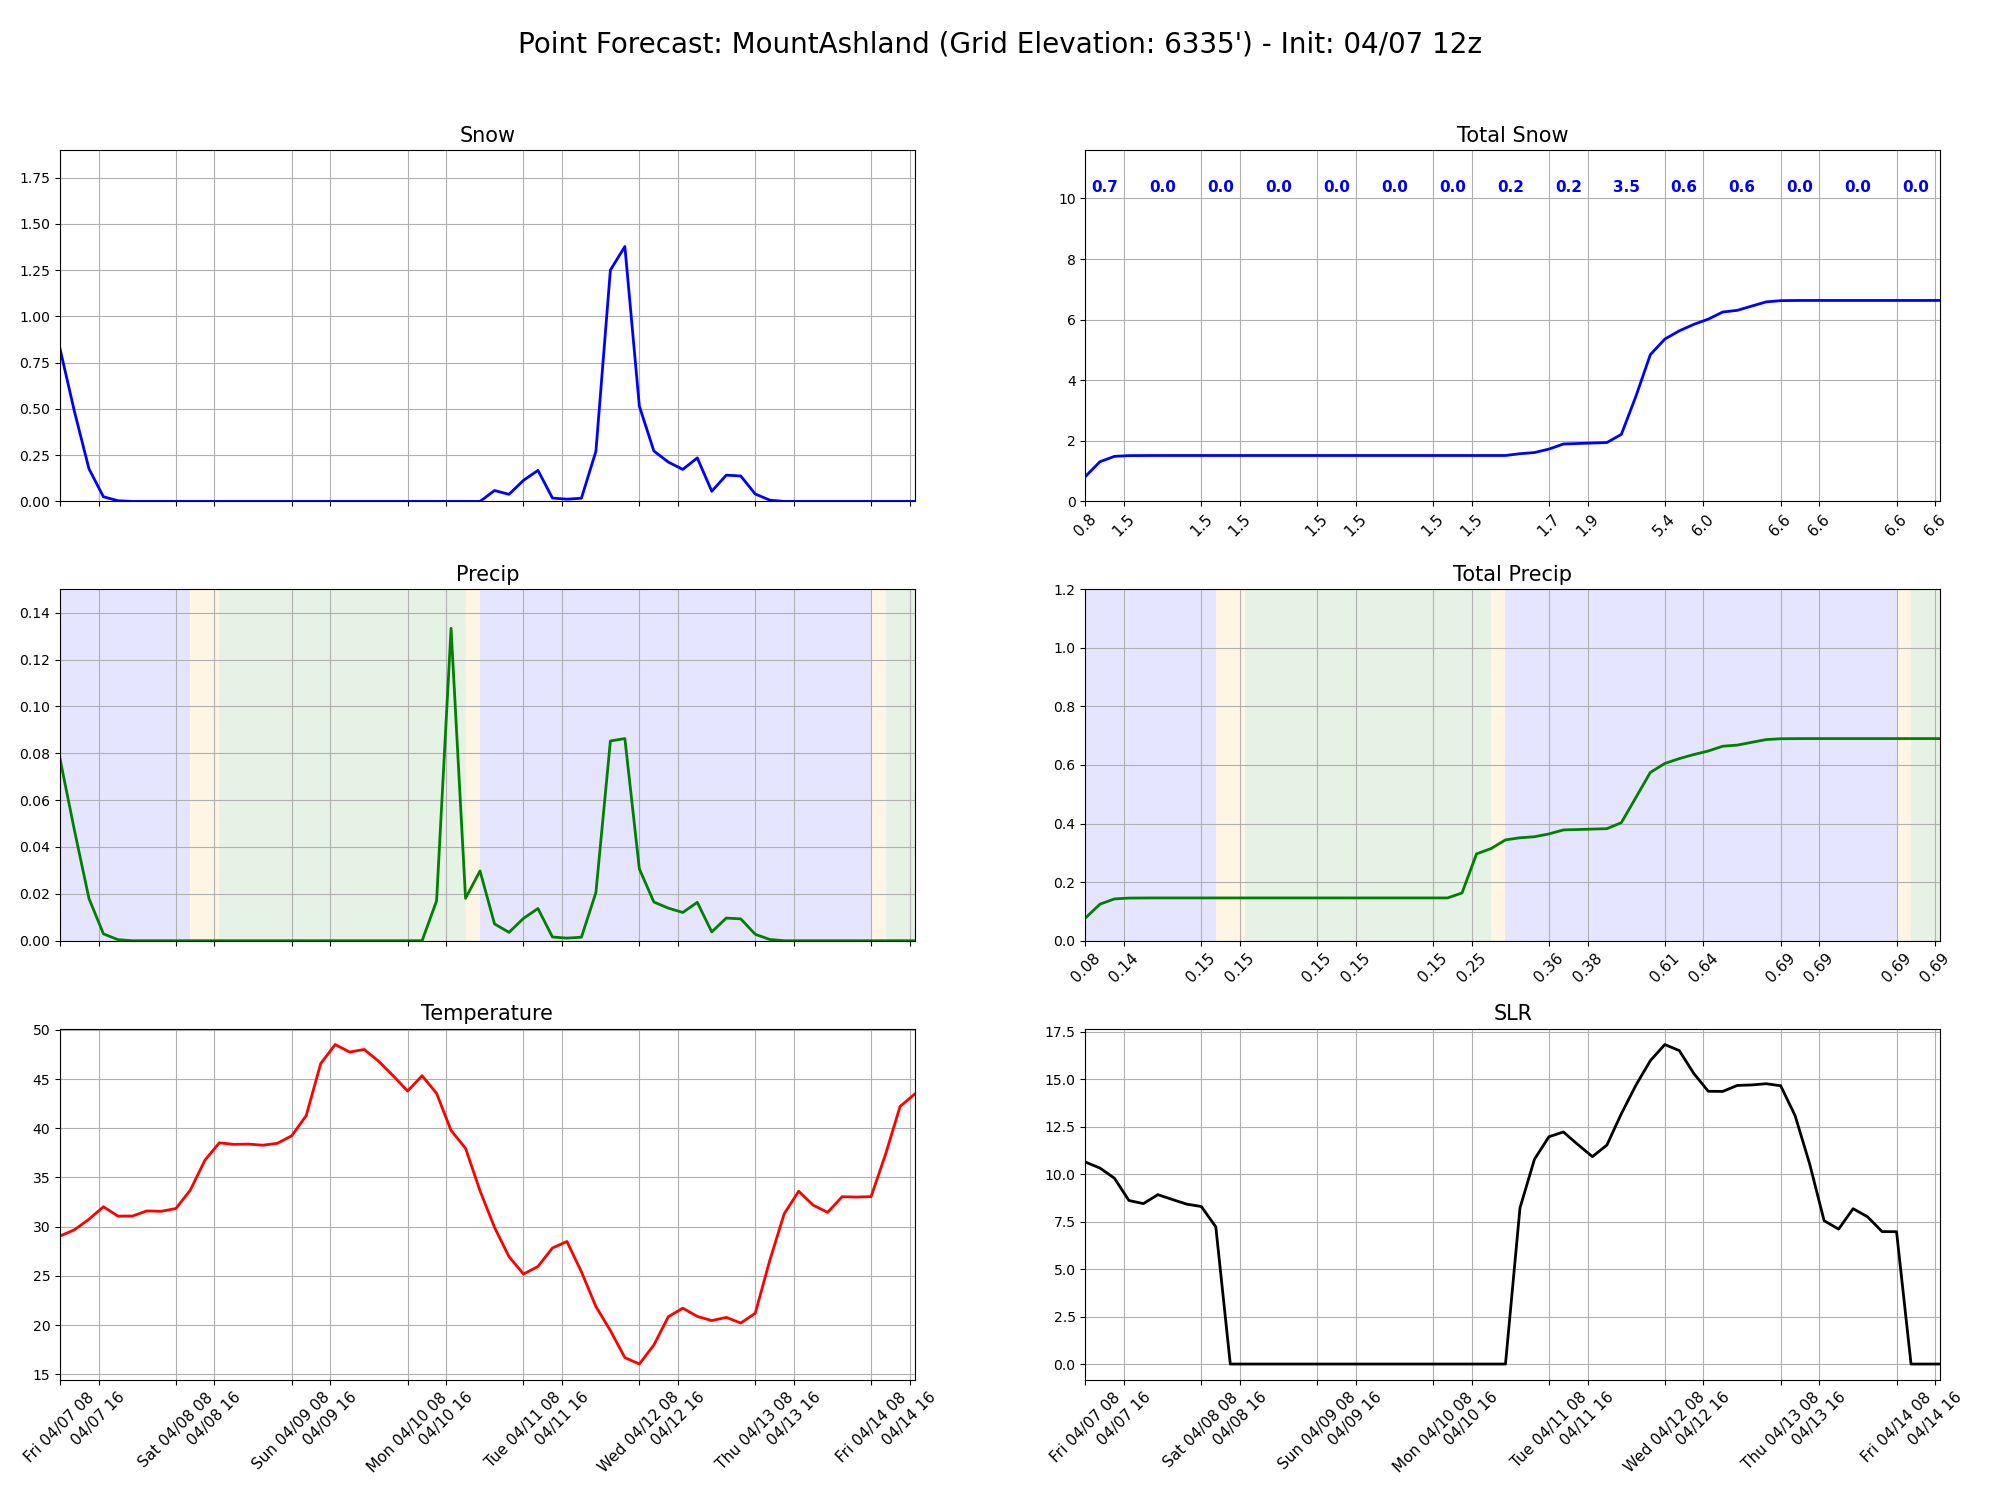 Point Forecast: MountAshland (Grid Elevation: 6335') - Init: 04/07 12z
Snow
1.75
1.50
1.25
1.00
0.75
0.50
0.25
0.00
Total Snow
0.7 0.0 0.0 0.0 0.0 0.0 0.0 0.2 0.2 3.5 0.6 0.6 0.0 0.0 0.0
10
8
6
4
2
0
0.8 1.5 1.5 1.5 1.5 1.5 1.5 1.5 1.7 1.9 5.4 6.0 6.6 6.6 6.6 6.6
Precip
0.14
0.12
0.10
0.08
0.06
0.04
0.02
0.00
Total Precip
1.2
1.0
0.8
0.6
0.4
0.2
0.0
0.08 0.14 0.15 0.15 0.15 0.15 0.15 0.25 0.36 0.38 0.61 0.64 0.69 0.69 0.69 0.69
Temperature
50
45
40
35
30
25
20
15
Fri 04/07 08
04/07 16
Sat 04/08 08
04/08 16
Sun 04/09 08
04/09 16
Mon 04/10 08
04/10 16
Tue 04/11 08
04/11 16
Wed 04/12 08
04/12 16
Thu 04/13 08
04/13 16
Fri 04/14 08
04/14 16
SLR
17.5
15.0
12.5
10.0
7.5
5.0
2.5
0.0
Fri 04/07 08
04/07 16
Sat 04/08 08
04/08 16
Sun 04/09 08
04/09 16
Mon 04/10 08
04/10 16
Tue 04/11 08
04/11 16
Wed 04/12 08
04/12 16
Thu 04/13 08
04/13 16
Fri 04/14 08
04/14 16